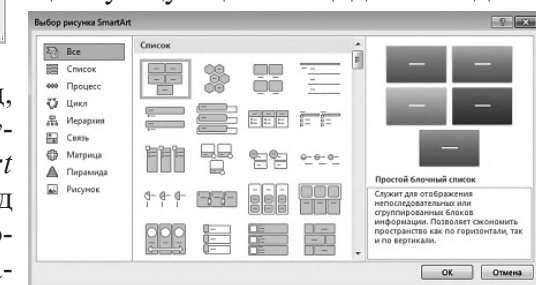 Выбор рисунка SmartArt
Все
Список
Процесс
Цикл
Иерархия
Связь
Матрица
Пирамида
Рисунок
Список
Простой блочный список
Служит для отображения
непоследовательных или
сгруппированных блоков
информации. Позволяет сэкономить
пространство как по горизонтали, так
и по вертикали.
ОК
Отмена